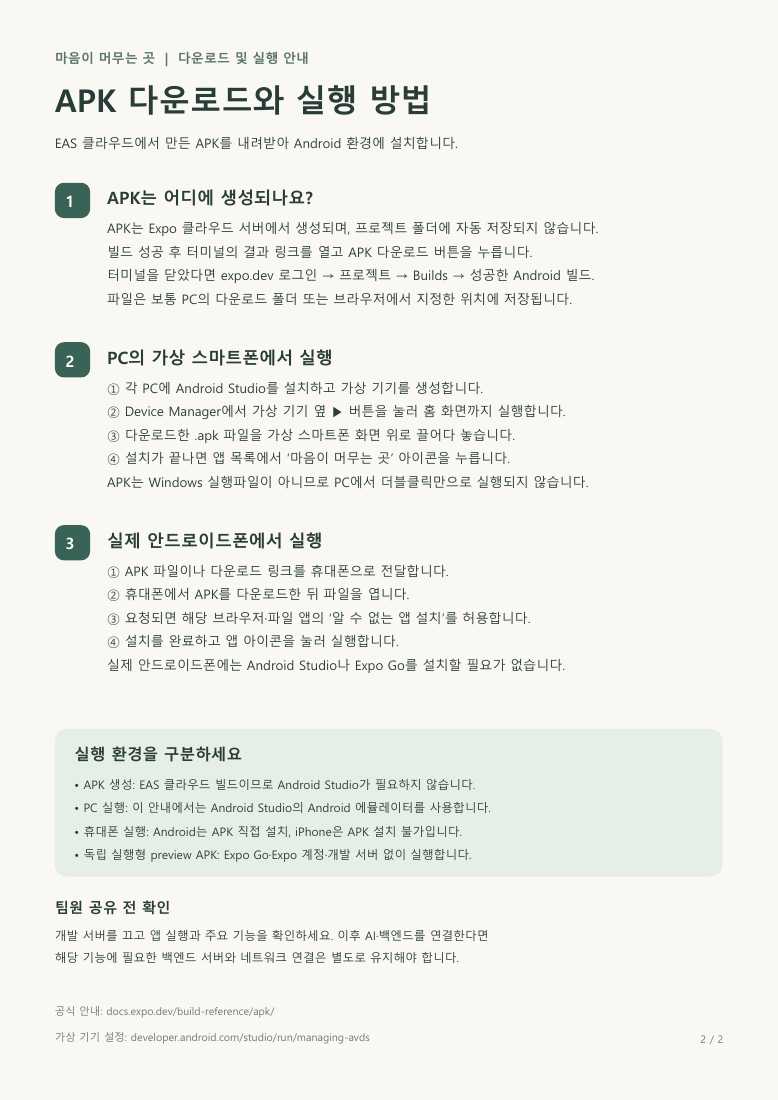 마음이 머무는 곳 | 다운로드 및 실행 안내
APK 다운로드와 실행 방법
EAS 클라우드에서 만든 APK를 내려받아 Android 환경에 설치합니다.
1
APK는 어디에 생성되나요?
APK는 Expo 클라우드 서버에서 생성되며, 프로젝트 폴더에 자동 저장되지 않습니다.
빌드 성공 후 터미널의 결과 링크를 열고 APK 다운로드 버튼을 누릅니다.
터미널을 닫았다면 expo.dev 로그인 → 프로젝트 → Builds → 성공한 Android 빌드.
파일은 보통 PC의 다운로드 폴더 또는 브라우저에서 지정한 위치에 저장됩니다.
2
PC의 가상 스마트폰에서 실행
① 각 PC에 Android Studio를 설치하고 가상 기기를 생성합니다.
② Device Manager에서 가상 기기 옆 ▶ 버튼을 눌러 홈 화면까지 실행합니다.
③ 다운로드한 .apk 파일을 가상 스마트폰 화면 위로 끌어다 놓습니다.
④ 설치가 끝나면 앱 목록에서 ‘마음이 머무는 곳’ 아이콘을 누릅니다.
APK는 Windows 실행파일이 아니므로 PC에서 더블클릭만으로 실행되지 않습니다.
3
실제 안드로이드폰에서 실행
① APK 파일이나 다운로드 링크를 휴대폰으로 전달합니다.
② 휴대폰에서 APK를 다운로드한 뒤 파일을 엽니다.
③ 요청되면 해당 브라우저·파일 앱의 ‘알 수 없는 앱 설치’를 허용합니다.
④ 설치를 완료하고 앱 아이콘을 눌러 실행합니다.
실제 안드로이드폰에는 Android Studio나 Expo Go를 설치할 필요가 없습니다.
실행 환경을 구분하세요
• APK 생성: EAS 클라우드 빌드이므로 Android Studio가 필요하지 않습니다.
• PC 실행: 이 안내에서는 Android Studio의 Android 에뮬레이터를 사용합니다.
• 휴대폰 실행: Android는 APK 직접 설치, iPhone은 APK 설치 불가입니다.
• 독립 실행형 preview APK: Expo Go·Expo 계정·개발 서버 없이 실행합니다.
팀원 공유 전 확인
개발 서버를 끄고 앱 실행과 주요 기능을 확인하세요. 이후 AI·백엔드를 연결한다면
해당 기능에 필요한 백엔드 서버와 네트워크 연결은 별도로 유지해야 합니다.
공식 안내: docs.expo.dev/build-reference/apk/
가상 기기 설정: developer.android.com/studio/run/managing-avds
2 / 2